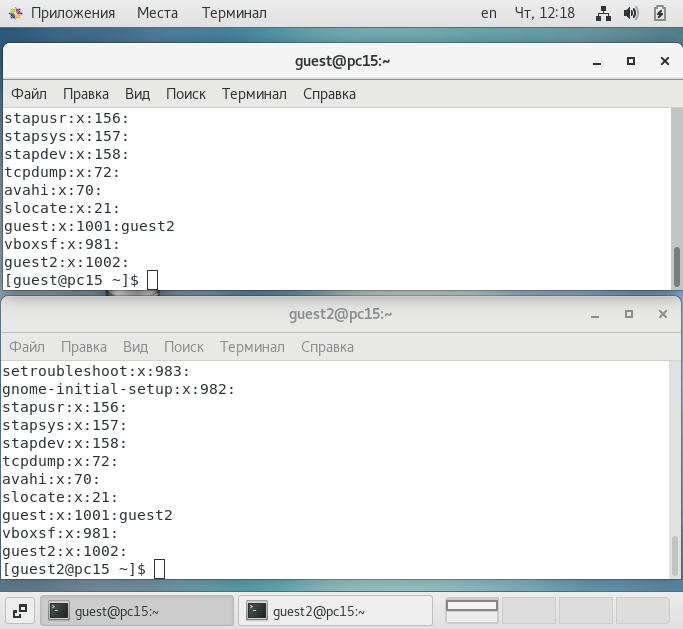 Приложения Места Терминал en Чт, 12:18
guest@pc15:~
Файл Правка Вид Поиск Терминал Справка
stapusr:x:156:
stapsys:x:157:
stapdev:x:158:
tcpdump:x:72:
avahi:x:70:
slocate:x:21:
guest:x:1001:guest2
vboxsf:x:981:
guest2:x:1002:
[guest@pc15 ~]$
guest2@pc15:~
Файл Правка Вид Поиск Терминал Справка
setroubleshoot:x:983:
gnome-initial-setup:x:982:
stapusr:x:156:
stapsys:x:157:
stapdev:x:158:
tcpdump:x:72:
avahi:x:70:
slocate:x:21:
guest:x:1001:guest2
vboxsf:x:981:
guest2:x:1002:
[guest2@pc15 ~]$
guest@pc15:~ guest2@pc15:~